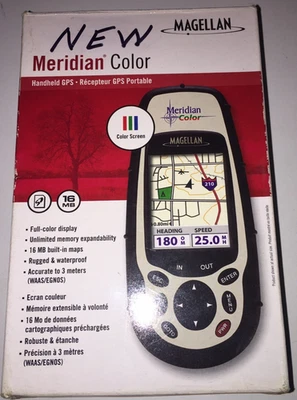 NEW
MAGELLAN
Meridian® Color
Handheld GPS • Récepteur GPS Portable
Color Screen
16
MB
Meridian
Color
MAGELLAN
210
0.80mi
HEADING SPEED
180 25.0
IN OUT
ESC
ENTER
MENU
GOTO
PWR
• Full-color display
• Unlimited memory expandability
• 16 MB built-in maps
• Rugged & waterproof
• Accurate to 3 meters
(WAAS/EGNOS)
• Ecran couleur
• Mémoire extensible à volonté
• 16 Mo de données
cartographiques préchargées
• Robuste & étanche
• Précision à 3 mètres
(WAAS/EGNOS)